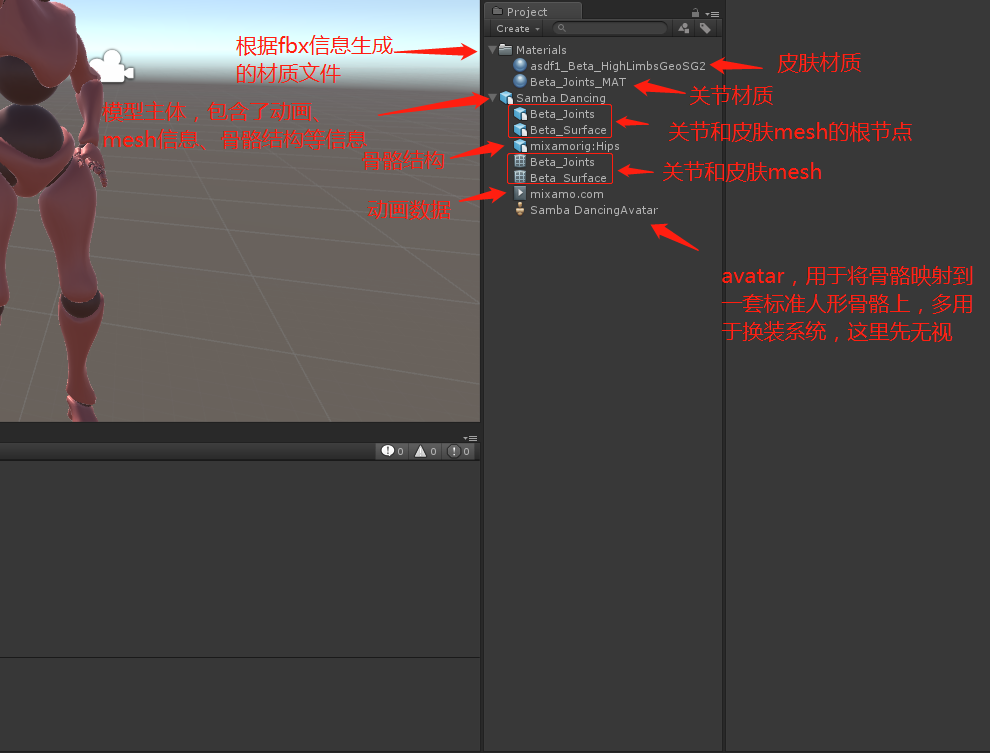 Project
Create
根据fbx信息生成
的材质文件
Materials
asdf1_Beta_HighLimbsGeoSG2
皮肤材质
Beta_Joints_MAT
关节材质
模型主体，包含了动画、
mesh信息、骨骼结构等信息
Samba Dancing
Beta_Joints
Beta_Surface
关节和皮肤mesh的根节点
骨骼结构
mixamorig:Hips
Beta_Joints
Beta_Surface
关节和皮肤mesh
动画数据
mixamo.com
Samba DancingAvatar
avatar，用于将骨骼映射到
一套标准人形骨骼上，多用
于换装系统，这里先无视
0 0 0